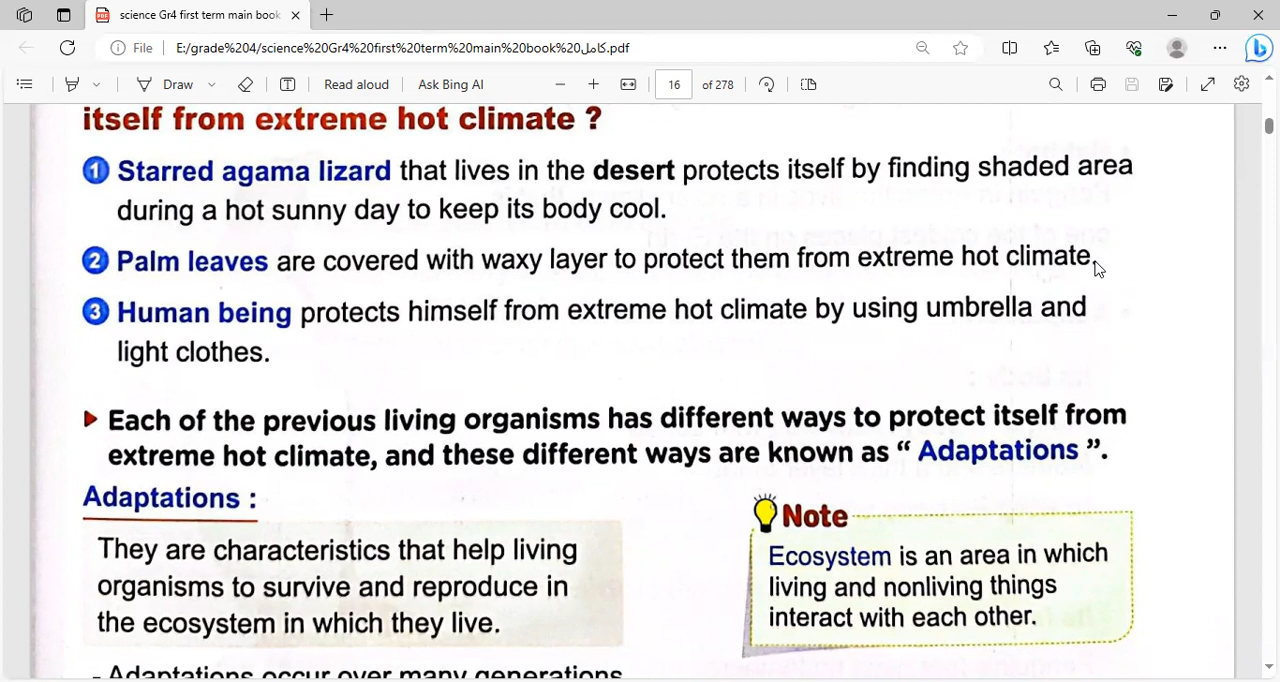 science Gr4 first term main book
File
E:/grade%204/science%20Gr4%20first%20term%20main%20book%20كامل.pdf
Draw
Read aloud
Ask Bing AI
16
of 278
itself from extreme hot climate ?
1 Starred agama lizard that lives in the desert protects itself by finding shaded area
during a hot sunny day to keep its body cool.
2 Palm leaves are covered with waxy layer to protect them from extreme hot climate.
3 Human being protects himself from extreme hot climate by using umbrella and
light clothes.
Each of the previous living organisms has different ways to protect itself from
extreme hot climate, and these different ways are known as “ Adaptations ”.
Adaptations :
They are characteristics that help living
organisms to survive and reproduce in
the ecosystem in which they live.
Note
Ecosystem is an area in which
living and nonliving things
interact with each other.
- Adaptations occur over many generations